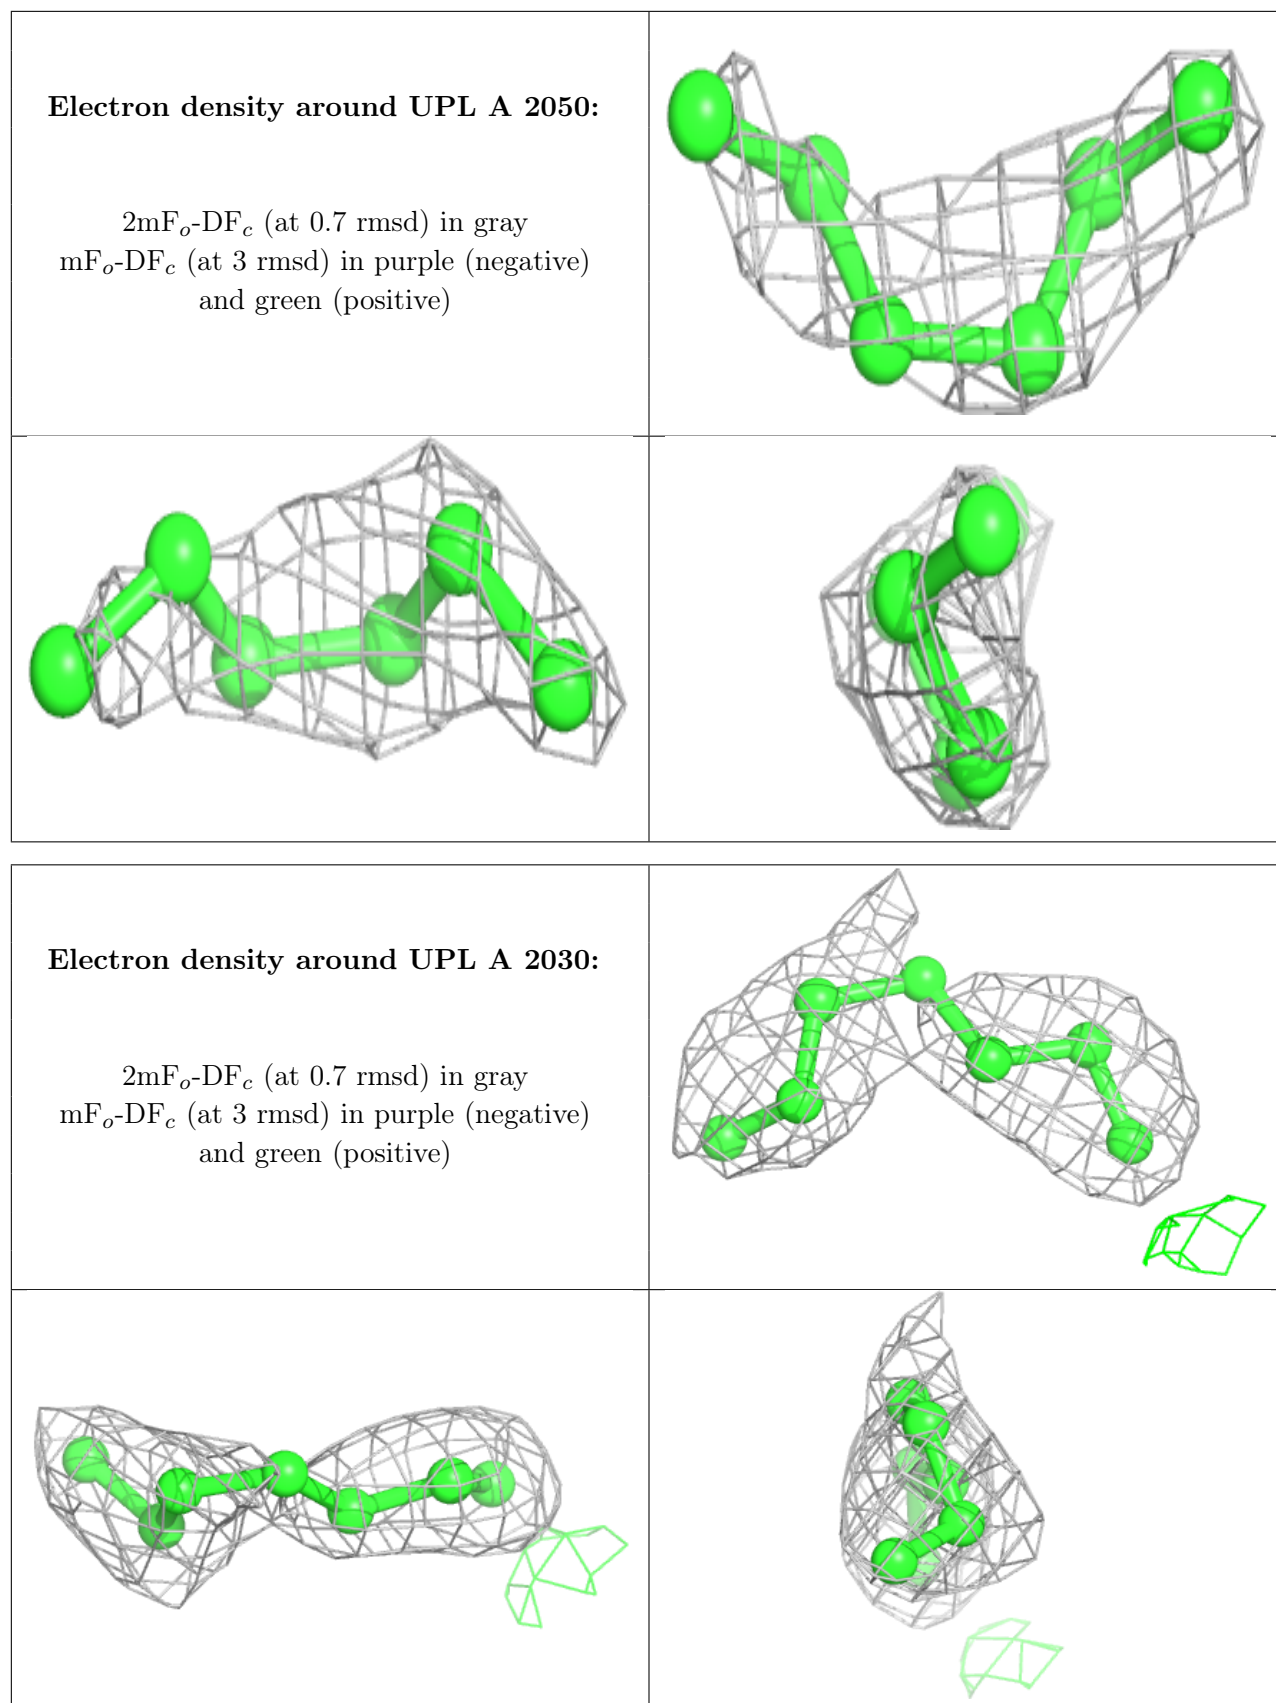 Electron density around UPL A 2050:
2mFₒ-DF𝒸 (at 0.7 rmsd) in gray
mFₒ-DF𝒸 (at 3 rmsd) in purple (negative)
and green (positive)
Electron density around UPL A 2030:
2mFₒ-DF𝒸 (at 0.7 rmsd) in gray
mFₒ-DF𝒸 (at 3 rmsd) in purple (negative)
and green (positive)